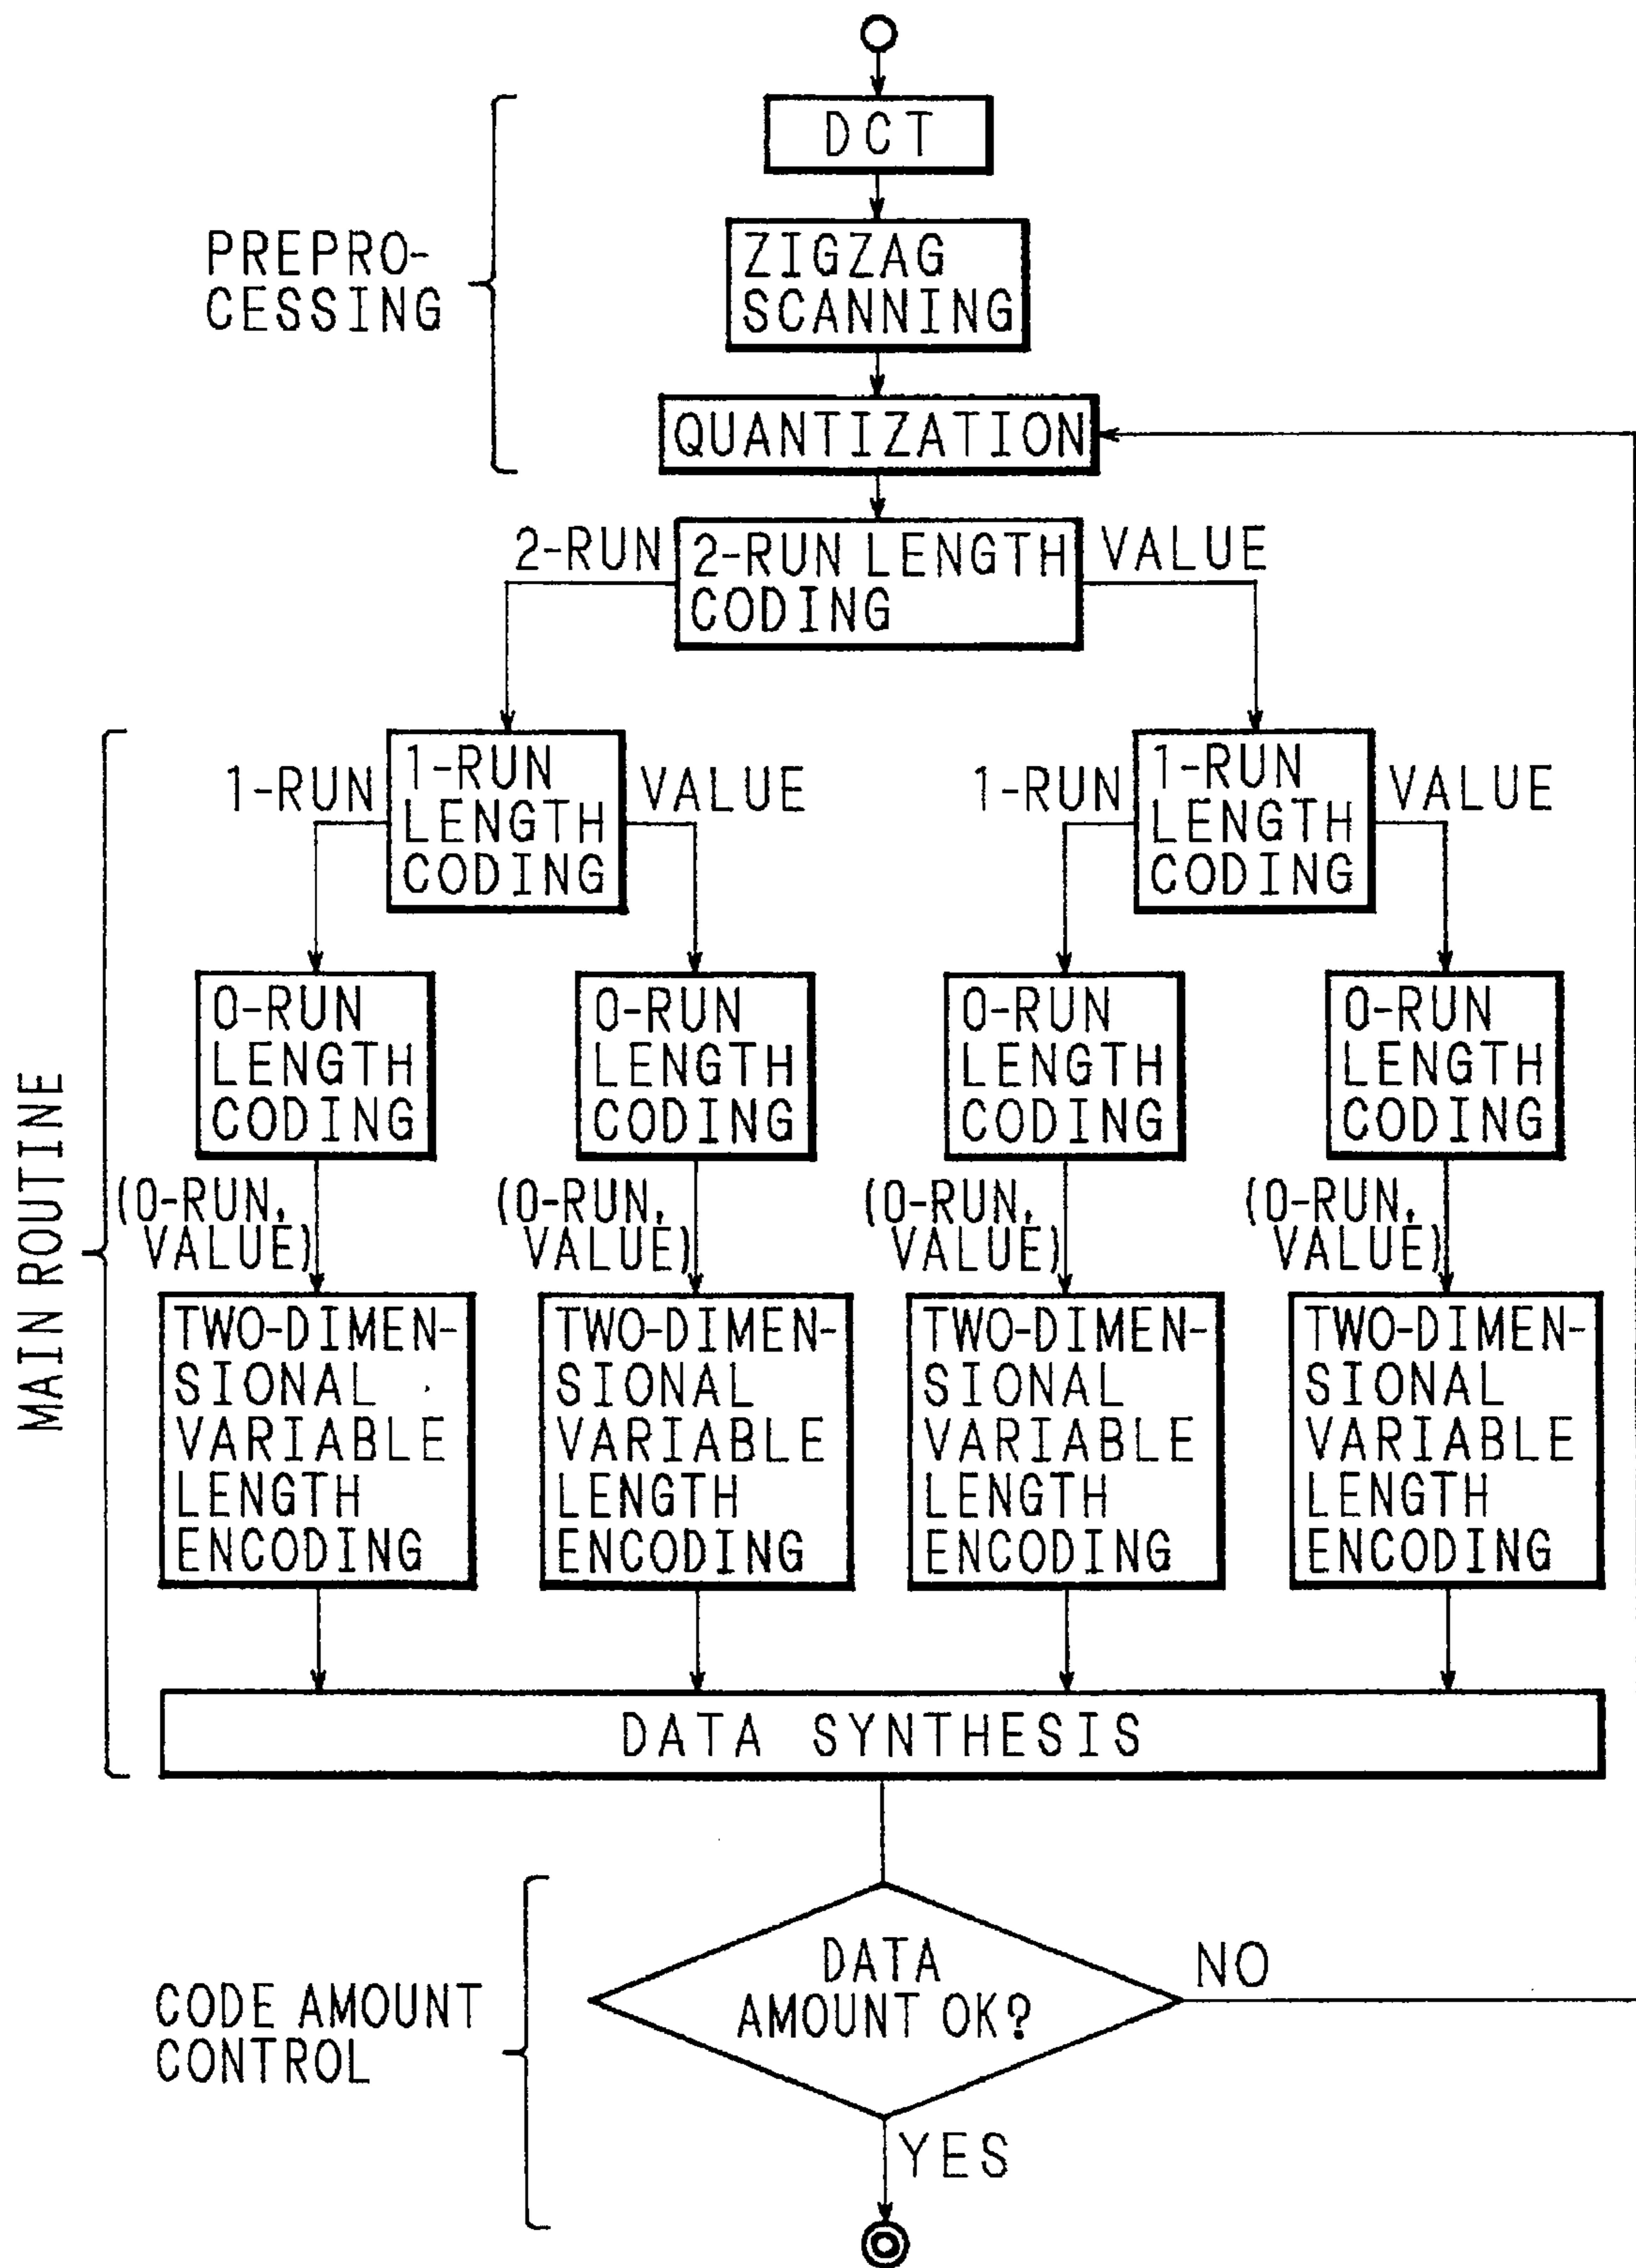 DCT
PREPRO-
CESSING
ZIGZAG
SCANNING
QUANTIZATION
2-RUN
2-RUN LENGTH
CODING
VALUE
MAIN ROUTINE
1-RUN
1-RUN
LENGTH
CODING
VALUE
1-RUN
1-RUN
LENGTH
CODING
VALUE
0-RUN
LENGTH
CODING
0-RUN
LENGTH
CODING
0-RUN
LENGTH
CODING
0-RUN
LENGTH
CODING
(0-RUN,
VALUE)
(0-RUN,
VALUE)
(0-RUN,
VALUE)
(0-RUN,
VALUE)
TWO-DIMEN-
SIONAL
VARIABLE
LENGTH
ENCODING
TWO-DIMEN-
SIONAL
VARIABLE
LENGTH
ENCODING
TWO-DIMEN-
SIONAL
VARIABLE
LENGTH
ENCODING
TWO-DIMEN-
SIONAL
VARIABLE
LENGTH
ENCODING
DATA SYNTHESIS
CODE AMOUNT
CONTROL
DATA
AMOUNT OK?
NO
YES